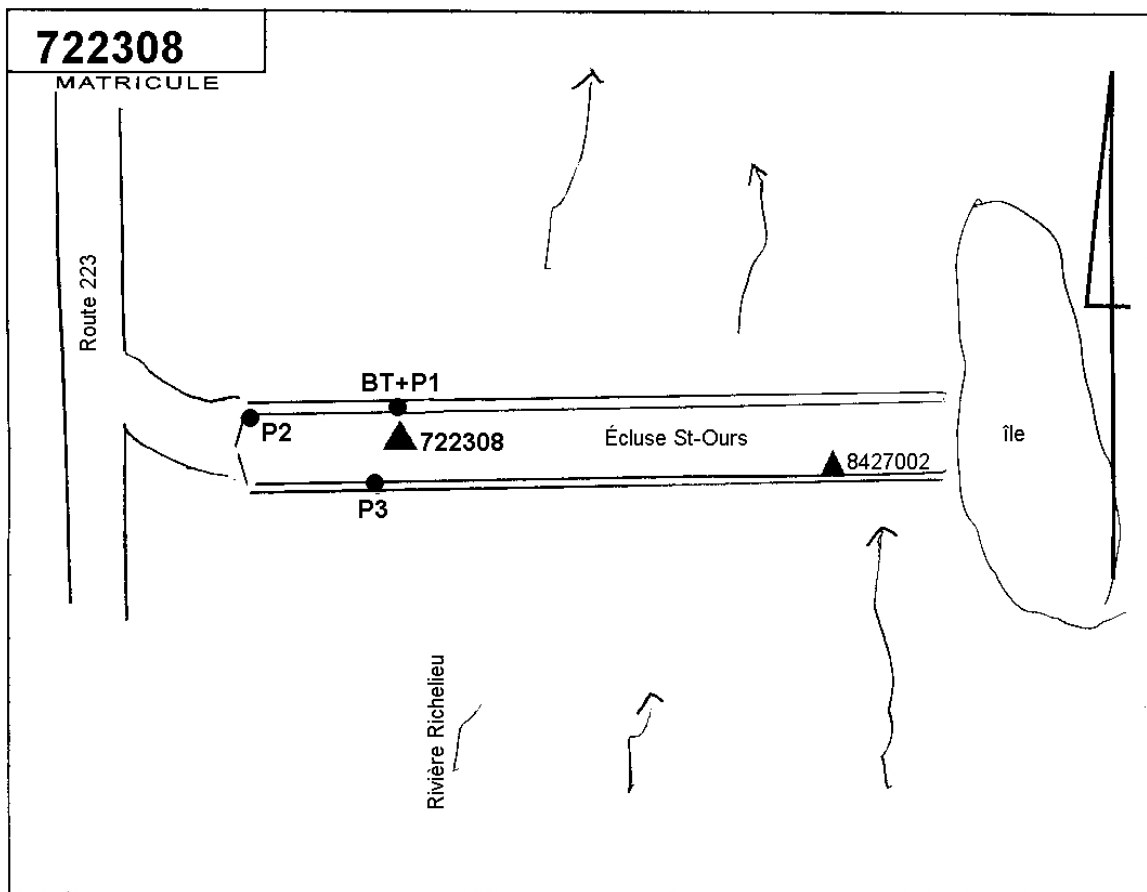 722308
MATRICULE
Route 223
BT+P1
P2
722308
Écluse St-Ours
île
8427002
P3
Rivière Richelieu